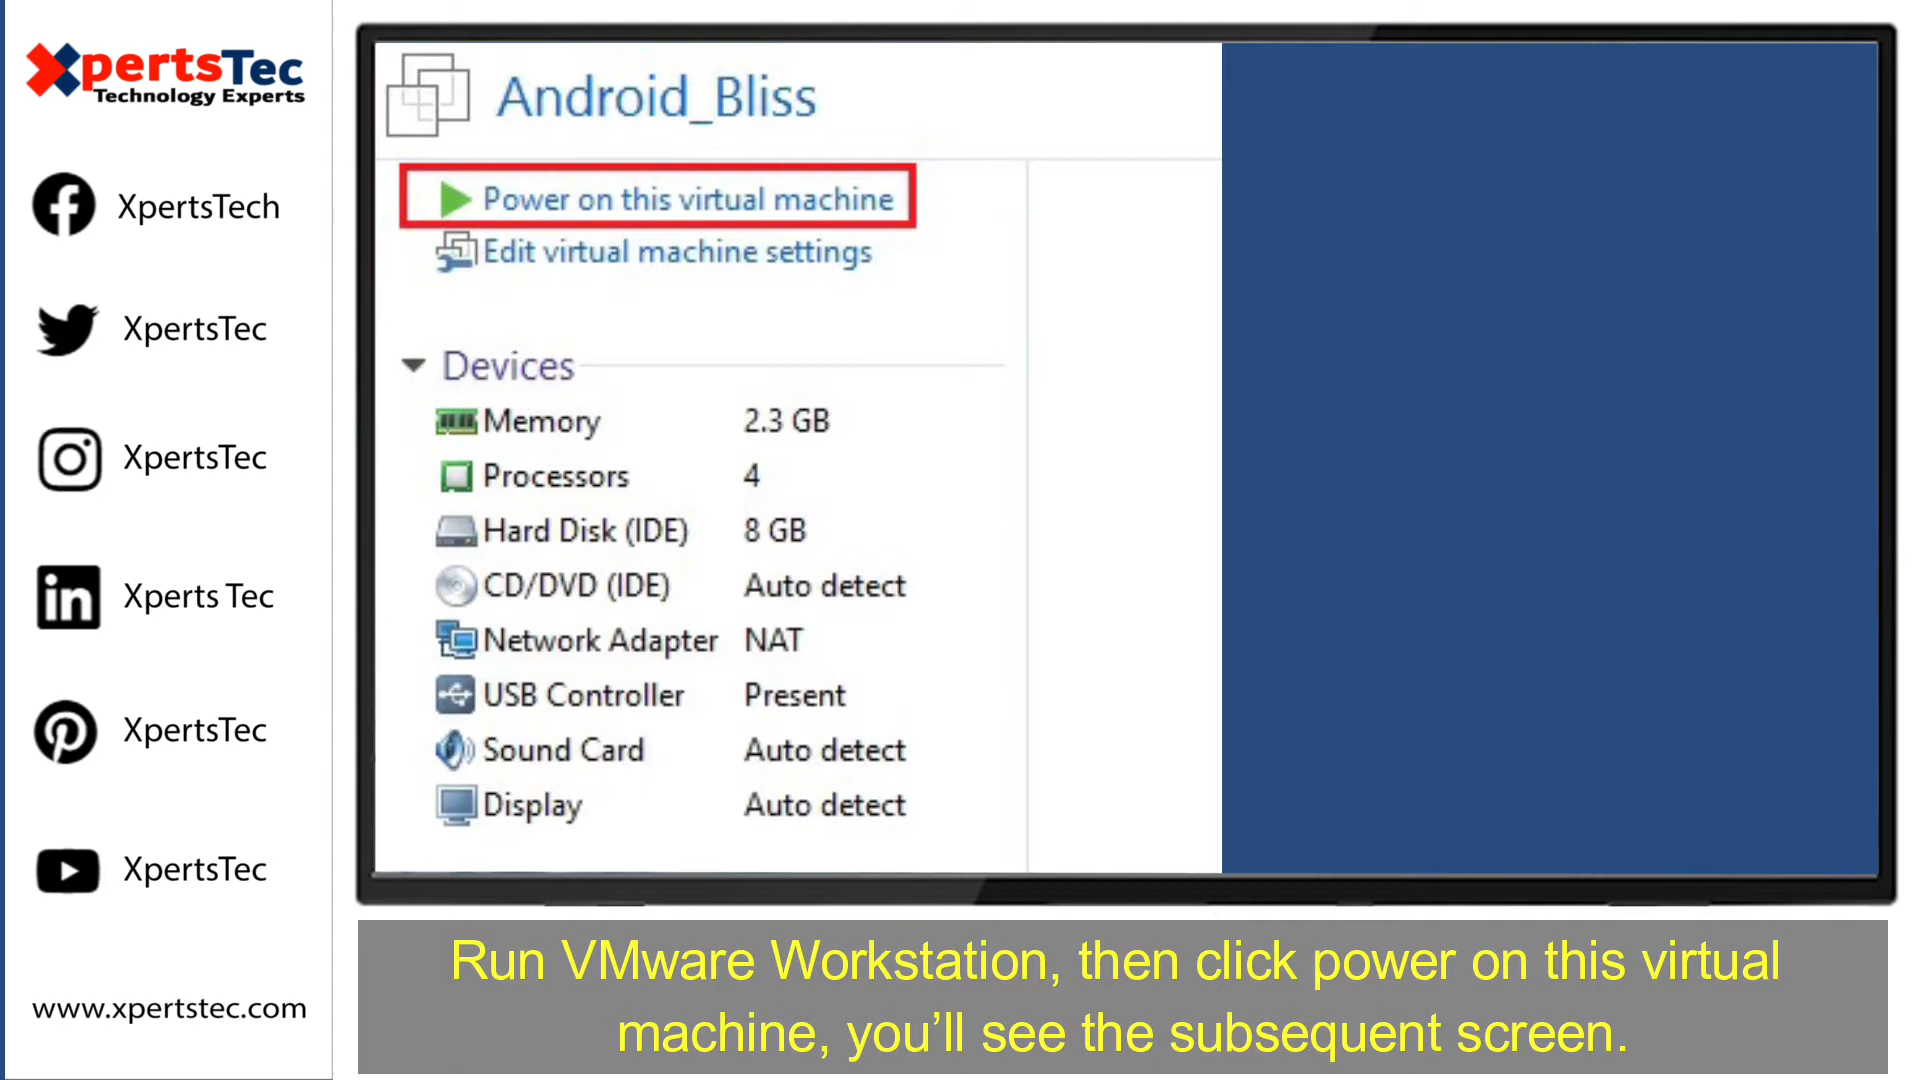 XpertsTec
Technology Experts
XpertsTech
XpertsTec
XpertsTec
Xperts Tec
XpertsTec
XpertsTec
www.xpertstec.com
Android_Bliss
Power on this virtual machine
Edit virtual machine settings
Devices
Memory 2.3 GB
Processors 4
Hard Disk (IDE) 8 GB
CD/DVD (IDE) Auto detect
Network Adapter NAT
USB Controller Present
Sound Card Auto detect
Display Auto detect
Run VMware Workstation, then click power on this virtual
machine, you’ll see the subsequent screen.